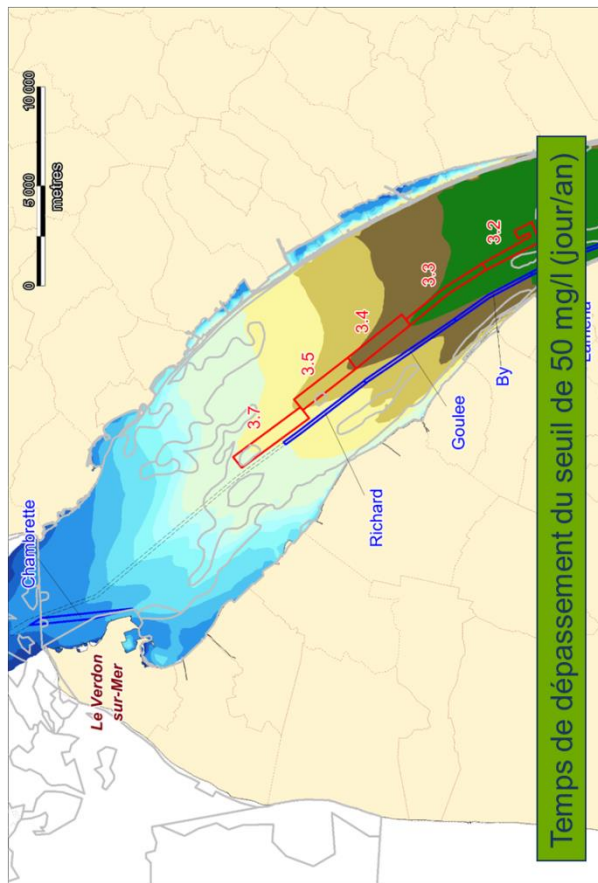 0
5 000
10 000
metres
Chambrette
Le Verdon
sur-Mer
3.7
3.5
3.4
3.3
3.2
Richard
Goulee
By
Temps de dépassement du seuil de 50 mg/l (jour/an)